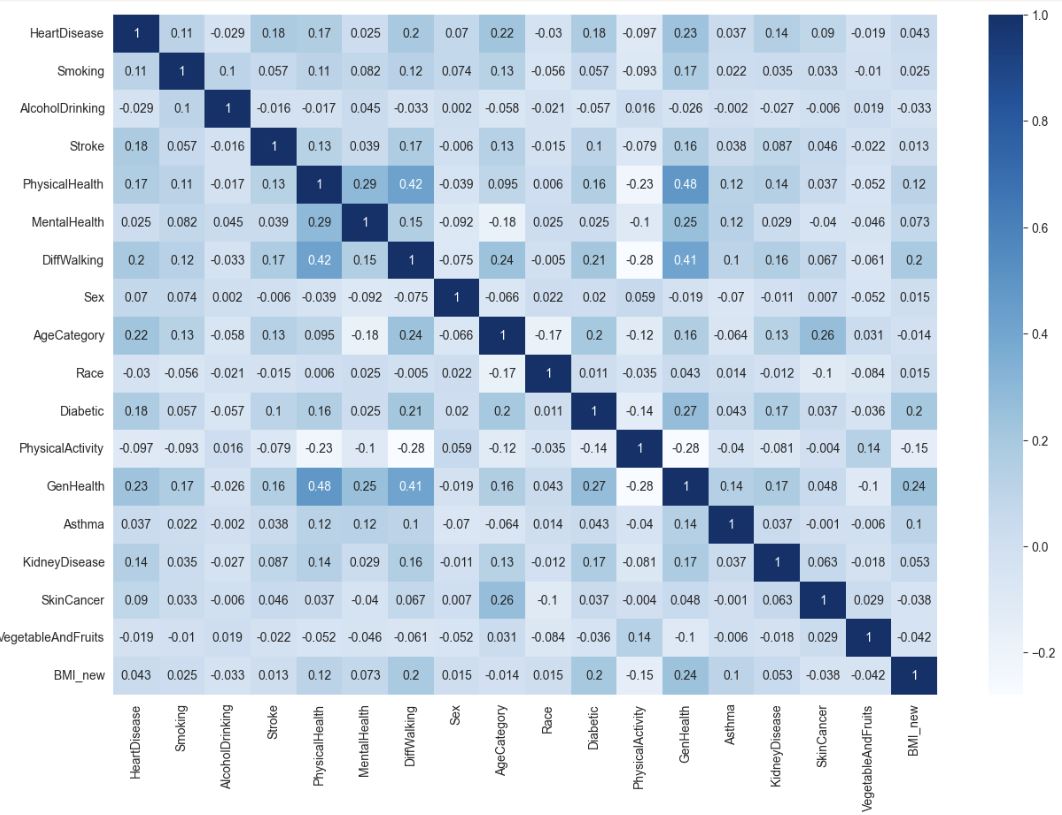 HeartDisease 1 0.11 -0.029 0.18 0.17 0.025 0.2 0.07 0.22 -0.03 0.18 -0.097 0.23 0.037 0.14 0.09 -0.019 0.043
Smoking 0.11 1 0.1 0.057 0.11 0.082 0.12 0.074 0.13 -0.056 0.057 -0.093 0.17 0.022 0.035 0.033 -0.01 0.025
AlcoholDrinking -0.029 0.1 1 -0.016 -0.017 0.045 -0.033 0.002 -0.058 -0.021 -0.057 0.016 -0.026 -0.002 -0.027 -0.006 0.019 -0.033
Stroke 0.18 0.057 -0.016 1 0.13 0.039 0.17 -0.006 0.13 -0.015 0.1 -0.079 0.16 0.038 0.087 0.046 -0.022 0.013
PhysicalHealth 0.17 0.11 -0.017 0.13 1 0.29 0.42 -0.039 0.095 0.006 0.16 -0.23 0.48 0.12 0.14 0.037 -0.052 0.12
MentalHealth 0.025 0.082 0.045 0.039 0.29 1 0.15 -0.092 -0.18 0.025 0.025 -0.1 0.25 0.12 0.029 -0.04 -0.046 0.073
DiffWalking 0.2 0.12 -0.033 0.17 0.42 0.15 1 -0.075 0.24 -0.005 0.21 -0.28 0.41 0.1 0.16 0.067 -0.061 0.2
Sex 0.07 0.074 0.002 -0.006 -0.039 -0.092 -0.075 1 -0.066 0.022 0.02 0.059 -0.019 -0.07 -0.011 0.007 -0.052 0.015
AgeCategory 0.22 0.13 -0.058 0.13 0.095 -0.18 0.24 -0.066 1 -0.17 0.2 -0.12 0.16 -0.064 0.13 0.26 0.031 -0.014
Race -0.03 -0.056 -0.021 -0.015 0.006 0.025 -0.005 0.022 -0.17 1 0.011 -0.035 0.043 0.014 -0.012 -0.1 -0.084 0.015
Diabetic 0.18 0.057 -0.057 0.1 0.16 0.025 0.21 0.02 0.2 0.011 1 -0.14 0.27 0.043 0.17 0.037 -0.036 0.2
PhysicalActivity -0.097 -0.093 0.016 -0.079 -0.23 -0.1 -0.28 0.059 -0.12 -0.035 -0.14 1 -0.28 -0.04 -0.081 -0.004 0.14 -0.15
GenHealth 0.23 0.17 -0.026 0.16 0.48 0.25 0.41 -0.019 0.16 0.043 0.27 -0.28 1 0.14 0.17 0.048 -0.1 0.24
Asthma 0.037 0.022 -0.002 0.038 0.12 0.12 0.1 -0.07 -0.064 0.014 0.043 -0.04 0.14 1 0.037 -0.001 -0.006 0.1
KidneyDisease 0.14 0.035 -0.027 0.087 0.14 0.029 0.16 -0.011 0.13 -0.012 0.17 -0.081 0.17 0.037 1 0.063 -0.018 0.053
SkinCancer 0.09 0.033 -0.006 0.046 0.037 -0.04 0.067 0.007 0.26 -0.1 0.037 -0.004 0.048 -0.001 0.063 1 0.029 -0.038
VegetableAndFruits -0.019 -0.01 0.019 -0.022 -0.052 -0.046 -0.061 -0.052 0.031 -0.084 -0.036 0.14 -0.1 -0.006 -0.018 0.029 1 -0.042
BMI_new 0.043 0.025 -0.033 0.013 0.12 0.073 0.2 0.015 -0.014 0.015 0.2 -0.15 0.24 0.1 0.053 -0.038 -0.042 1
HeartDisease
Smoking
AlcoholDrinking
Stroke
PhysicalHealth
MentalHealth
DiffWalking
Sex
AgeCategory
Race
Diabetic
PhysicalActivity
GenHealth
Asthma
KidneyDisease
SkinCancer
VegetableAndFruits
BMI_new
1.0
0.8
0.6
0.4
0.2
0.0
−0.2